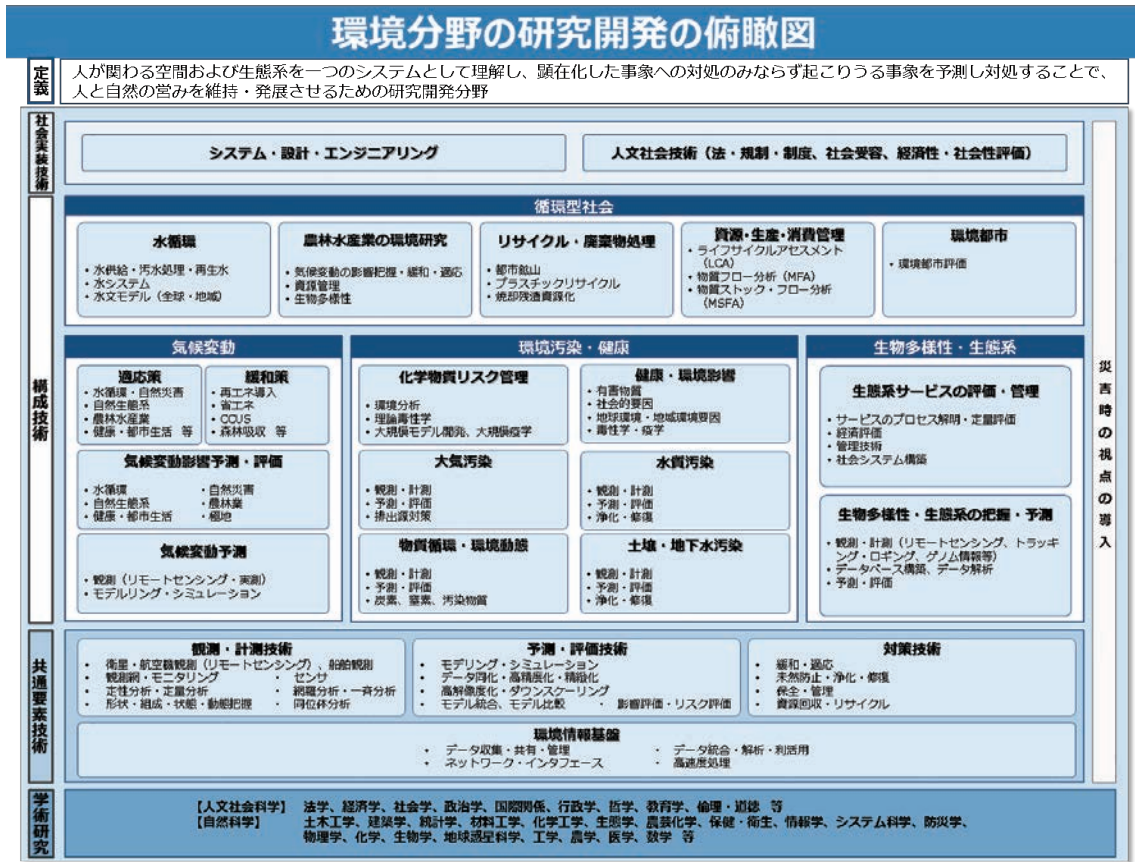 環境分野の研究開発の俯瞰図
定義
人が関わる空間および生態系を一つのシステムとして理解し、顕在化した事象への対処のみならず起こりうる事象を予測し対処することで、
人と自然の営みを維持・発展させるための研究開発分野
社会実装技術
システム・設計・エンジニアリング
人文社会技術（法・規制・制度、社会受容、経済性・社会性評価）
構成技術
循環型社会
水循環
・水供給・汚水処理・再生水
・水システム
・水文モデル（全球・地域）
農林水産業の環境研究
・気候変動の影響把握・緩和・適応
・資源管理
・生物多様性
リサイクル・廃棄物処理
・都市鉱山
・プラスチックリサイクル
・焼却残渣資源化
資源・生産・消費管理
・ライフサイクルアセスメント
（LCA）
・物質フロー分析（MFA）
・物質ストック・フロー分析
（MSFA）
環境都市
・環境都市評価
気候変動
適応策
・水循環・自然災害
・自然生態系
・農林水産業
・健康・都市生活 等
緩和策
・再エネ導入
・省エネ
・CCUS
・森林吸収 等
気候変動影響予測・評価
・水循環
・自然生態系
・健康・都市生活
・自然災害
・農林業
・極地
気候変動予測
・観測（リモートセンシング・実測）
・モデルリング・シミュレーション
環境汚染・健康
化学物質リスク管理
・環境分析
・理論毒性学
・大規模モデル開発、大規模疫学
健康・環境影響
・有害物質
・社会的要因
・地球環境・地域環境要因
・毒性学・疫学
大気汚染
・観測・計測
・予測・評価
・排出源対策
水質汚染
・観測・計測
・予測・評価
・浄化・修復
物質循環・環境動態
・観測・計測
・予測・評価
・炭素、窒素、汚染物質
土壌・地下水汚染
・観測・計測
・予測・評価
・浄化・修復
生物多様性・生態系
生態系サービスの評価・管理
・サービスのプロセス解明・定量評価
・経済評価
・管理技術
・社会システム構築
生物多様性・生態系の把握・予測
・観測・計測（リモートセンシング、トラッキ
ング・ロギング、ゲノム情報等）
・データベース構築、データ解析
・予測・評価
災害時の視点の導入
共通要素技術
観測・計測技術
・衛星・航空機観測（リモートセンシング）、船舶観測
・観測網・モニタリング ・センサ
・定性分析・定量分析 ・網羅分析・一斉分析
・形状・組成・状態・動態把握 ・同位体分析
予測・評価技術
・モデリング・シミュレーション
・データ同化・高精度化・精緻化
・高解像度化・ダウンスケーリング
・モデル統合、モデル比較 ・影響評価・リスク評価
対策技術
・緩和・適応
・未然防止・浄化・修復
・保全・管理
・資源回収・リサイクル
環境情報基盤
・データ収集・共有・管理 ・データ統合・解析・利活用
・ネットワーク・インタフェース ・高速度処理
学術研究
【人文社会科学】 法学、経済学、社会学、政治学、国際関係、行政学、哲学、教育学、倫理・道徳 等
【自然科学】 土木工学、建築学、統計学、材料工学、化学工学、生態学、農芸化学、保健・衛生、情報学、システム科学、防災学、
物理学、化学、生物学、地球惑星科学、工学、農学、医学、数学 等